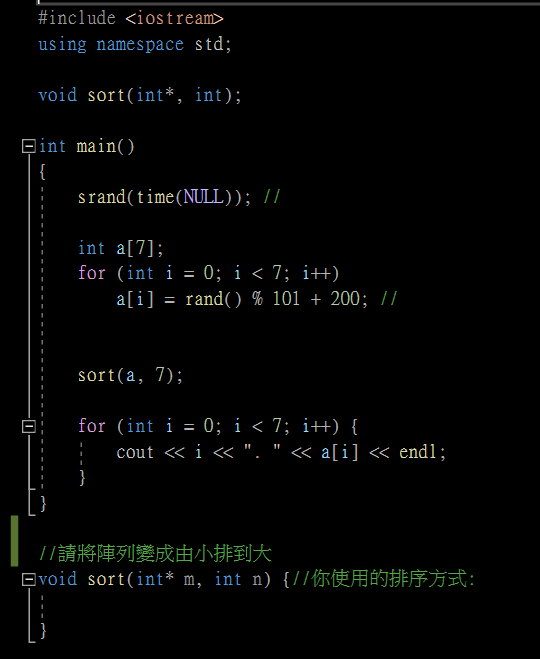 #include <iostream>
using namespace std;
void sort(int*, int);
int main()
{
srand(time(NULL)); //
int a[7];
for (int i = 0; i < 7; i++)
a[i] = rand() % 101 + 200; //
sort(a, 7);
for (int i = 0; i < 7; i++) {
cout << i << ". " << a[i] << endl;
}
}
//請將陣列變成由小排到大
void sort(int* m, int n) {//你使用的排序方式:
}